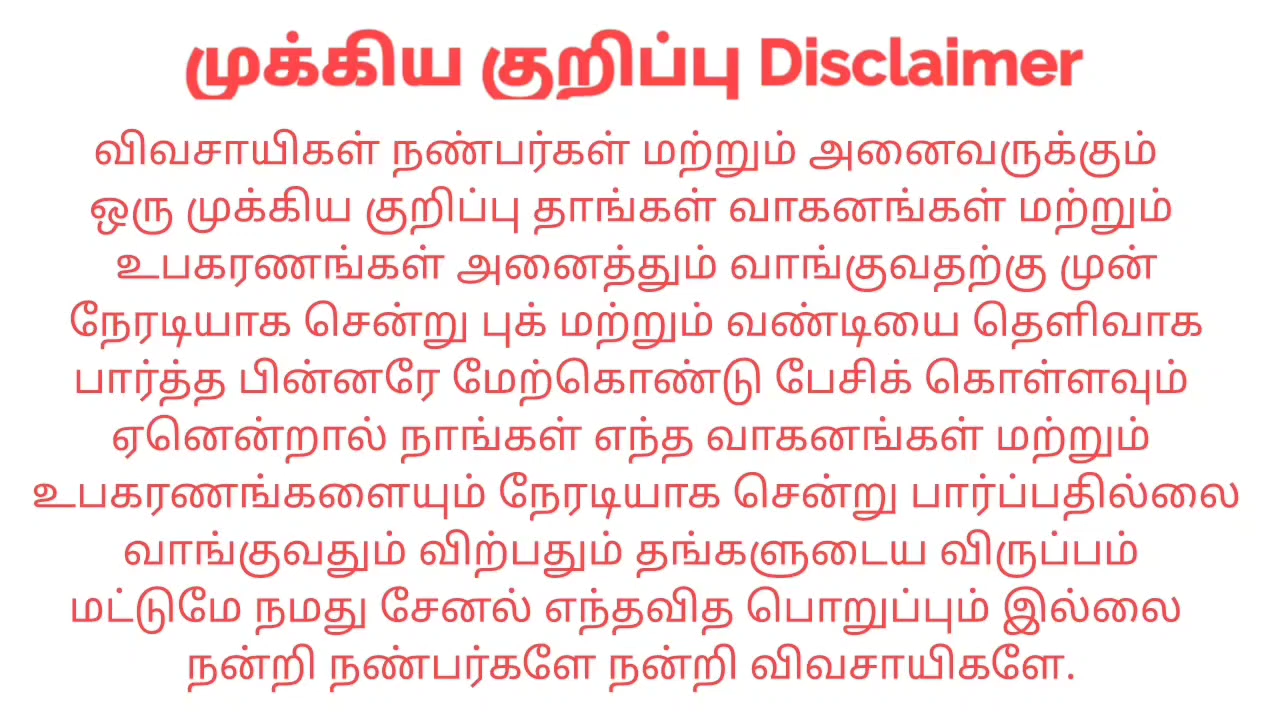 முக்கிய குறிப்பு Disclaimer
விவசாயிகள் நண்பர்கள் மற்றும் அனைவருக்கும்
ஒரு முக்கிய குறிப்பு தாங்கள் வாகனங்கள் மற்றும்
உபகரணங்கள் அனைத்தும் வாங்குவதற்கு முன்
நேரடியாக சென்று புக் மற்றும் வண்டியை தெளிவாக
பார்த்த பின்னரே மேற்கொண்டு பேசிக் கொள்ளவும்
ஏனென்றால் நாங்கள் எந்த வாகனங்கள் மற்றும்
உபகரணங்களையும் நேரடியாக சென்று பார்ப்பதில்லை
வாங்குவதும் விற்பதும் தங்களுடைய விருப்பம்
மட்டுமே நமது சேனல் எந்தவித பொறுப்பும் இல்லை
நன்றி நண்பர்களே நன்றி விவசாயிகளே.